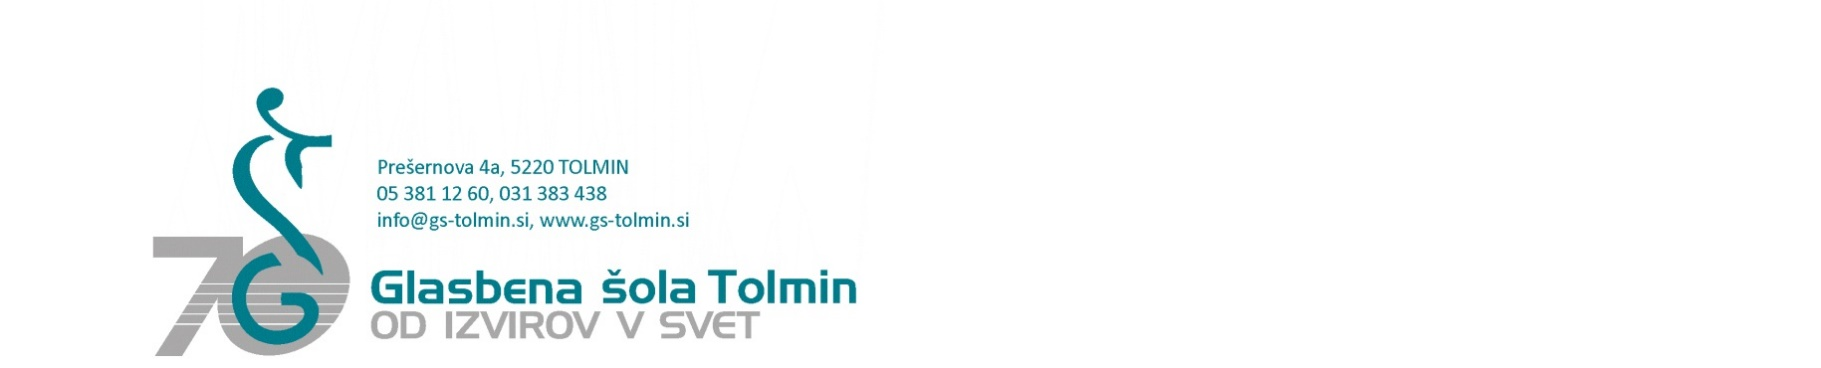 Prešernova 4a, 5220 TOLMIN
05 381 12 60, 031 383 438
info@gs-tolmin.si, www.gs-tolmin.si
70
G
Glasbena šola Tolmin
OD IZVIROV V SVET